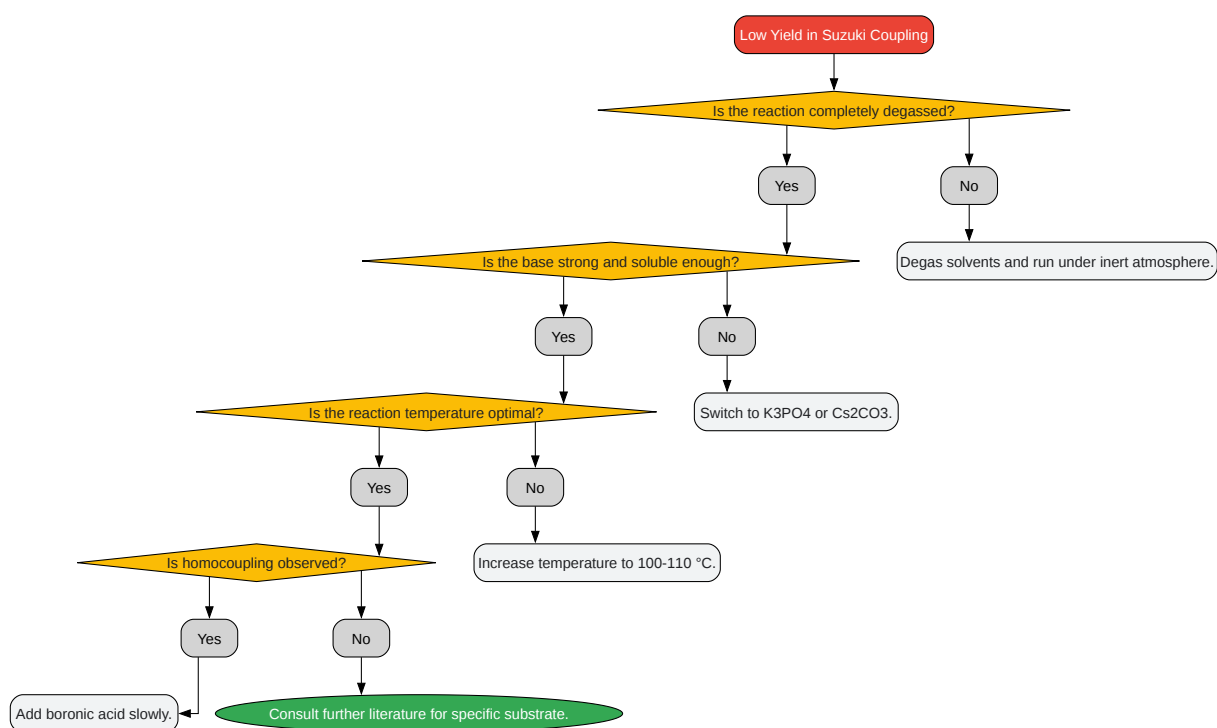 Low Yield in Suzuki Coupling
Is the reaction completely degassed?
Yes
No
Is the base strong and soluble enough?
Degas solvents and run under inert atmosphere.
Yes
No
Is the reaction temperature optimal?
Switch to K3PO4 or Cs2CO3.
Yes
No
Is homocoupling observed?
Increase temperature to 100-110 °C.
Yes
No
Add boronic acid slowly.
Consult further literature for specific substrate.